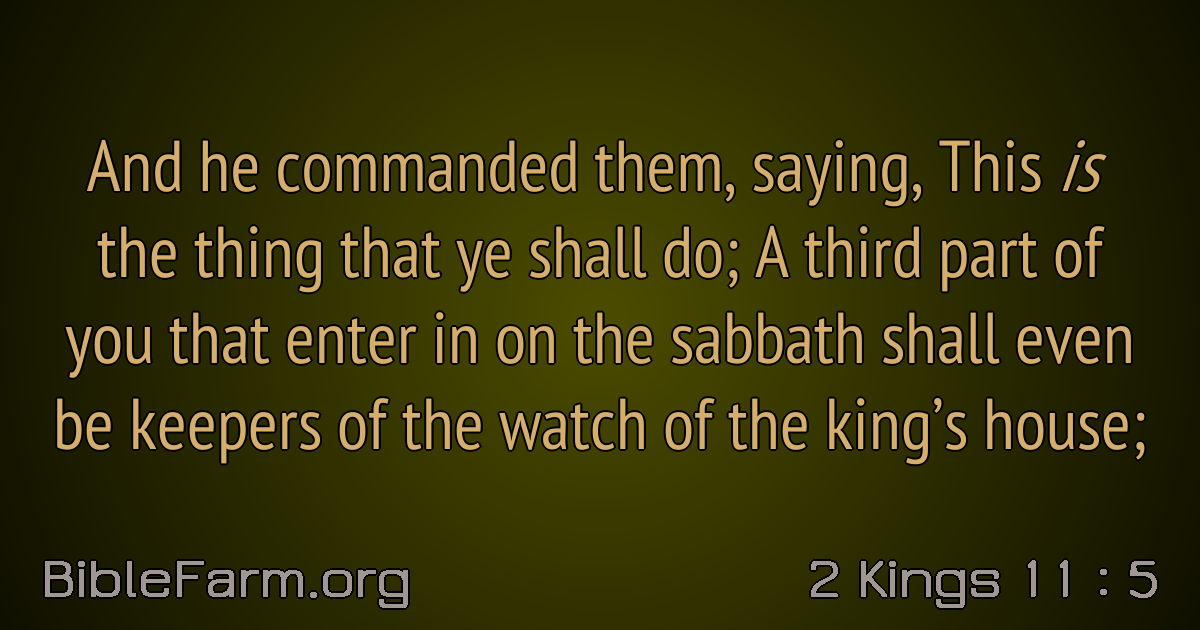 And he commanded them, saying, This is
the thing that ye shall do; A third part of
you that enter in on the sabbath shall even
be keepers of the watch of the king’s house;
BibleFarm.org
2 Kings 11 : 5